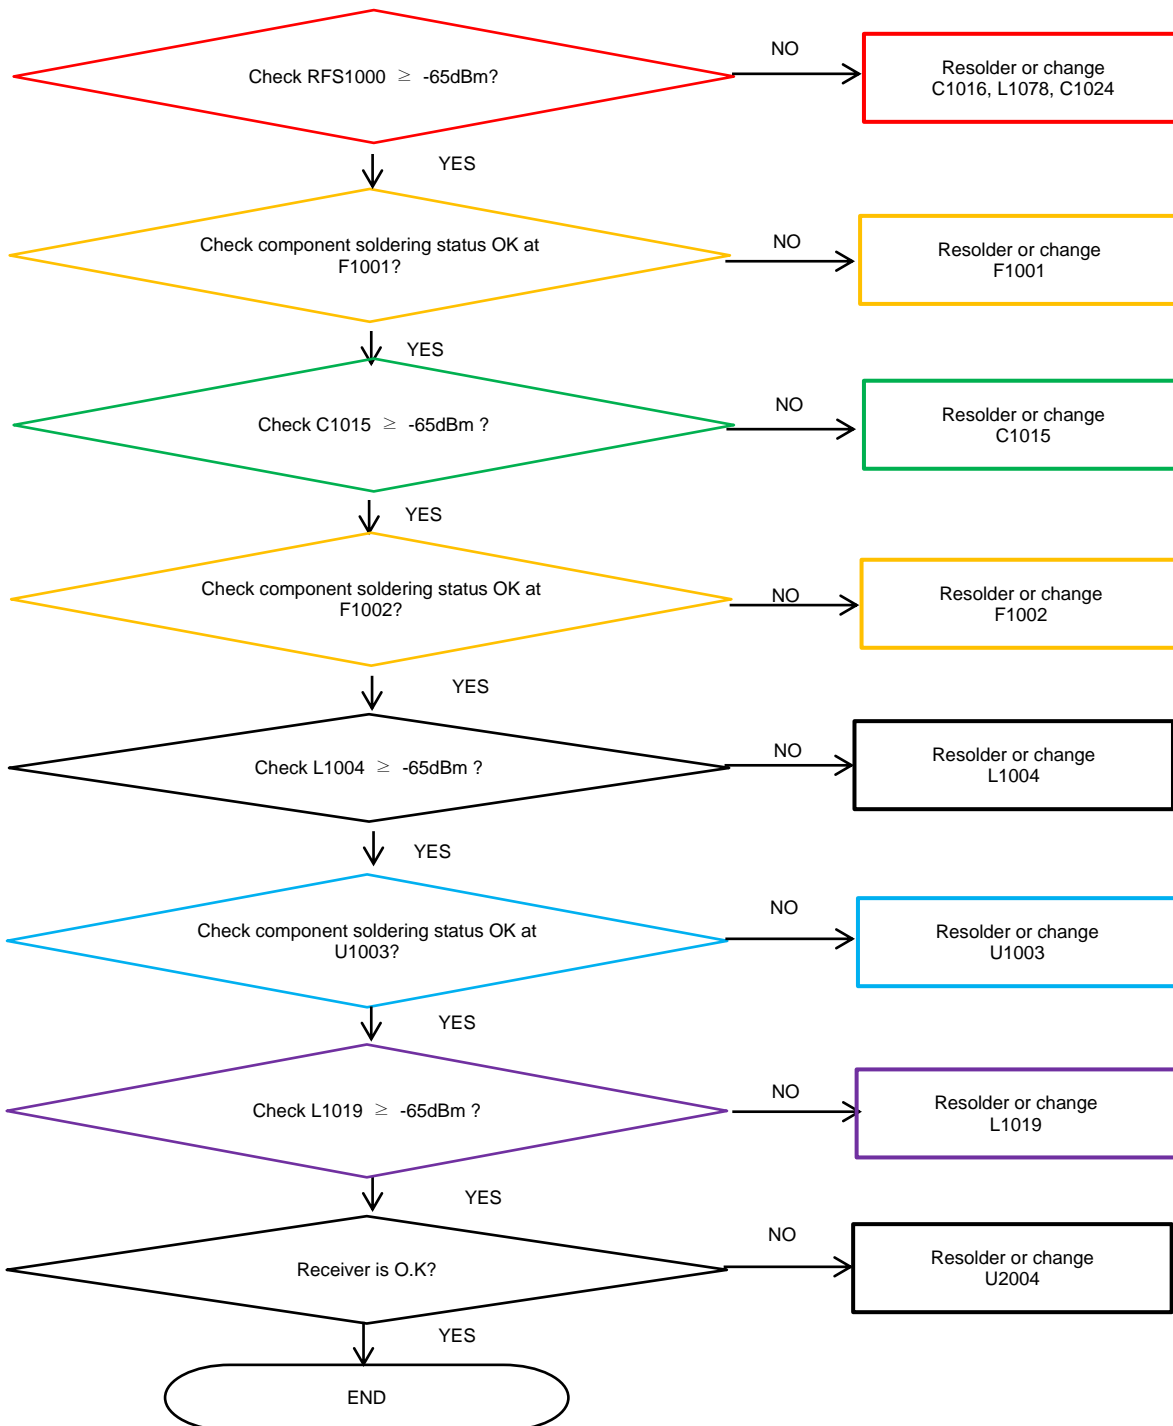 Check RFS1000 ≥ -65dBm?
NO
Resolder or change
C1016, L1078, C1024
YES
Check component soldering status OK at
F1001?
NO
Resolder or change
F1001
YES
Check C1015 ≥ -65dBm ?
NO
Resolder or change
C1015
YES
Check component soldering status OK at
F1002?
NO
Resolder or change
F1002
YES
Check L1004 ≥ -65dBm ?
NO
Resolder or change
L1004
YES
Check component soldering status OK at
U1003?
NO
Resolder or change
U1003
YES
Check L1019 ≥ -65dBm ?
NO
Resolder or change
L1019
YES
Receiver is O.K?
NO
Resolder or change
U2004
YES
END